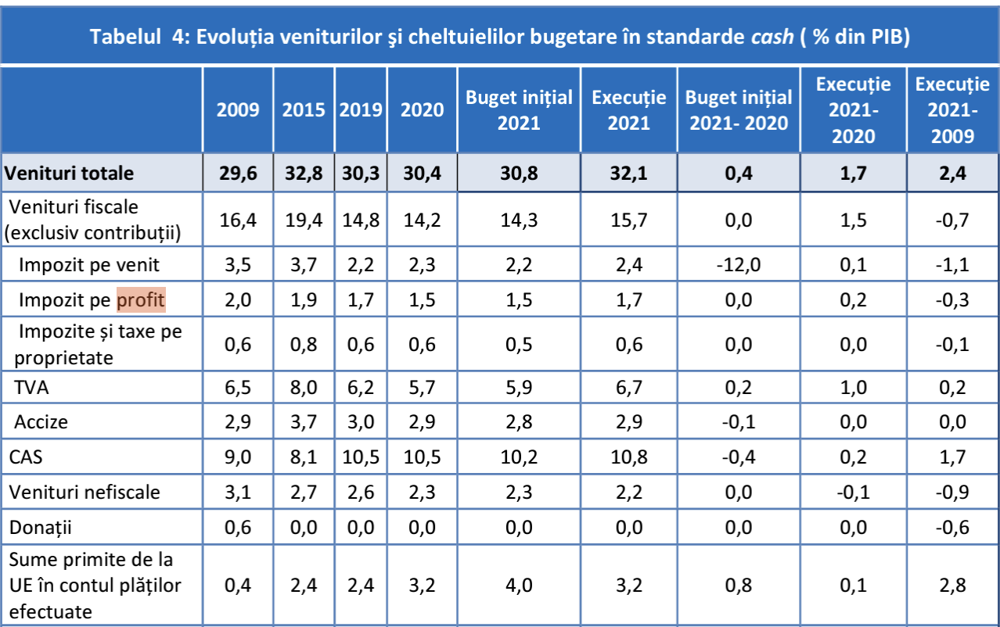 Tabelul 4: Evoluția veniturilor şi cheltuielilor bugetare în standarde cash ( % din PIB)
2009 2015 2019 2020 Buget inițial 2021 Execuție 2021 Buget inițial 2021- 2020 Execuție 2021- 2020 Execuție 2021- 2009
Venituri totale 29,6 32,8 30,3 30,4 30,8 32,1 0,4 1,7 2,4
Venituri fiscale (exclusiv contribuții) 16,4 19,4 14,8 14,2 14,3 15,7 0,0 1,5 -0,7
Impozit pe venit 3,5 3,7 2,2 2,3 2,2 2,4 -12,0 0,1 -1,1
Impozit pe profit 2,0 1,9 1,7 1,5 1,5 1,7 0,0 0,2 -0,3
Impozite și taxe pe proprietate 0,6 0,8 0,6 0,6 0,5 0,6 0,0 0,0 -0,1
TVA 6,5 8,0 6,2 5,7 5,9 6,7 0,2 1,0 0,2
Accize 2,9 3,7 3,0 2,9 2,8 2,9 -0,1 0,0 0,0
CAS 9,0 8,1 10,5 10,5 10,2 10,8 -0,4 0,2 1,7
Venituri nefiscale 3,1 2,7 2,6 2,3 2,3 2,2 0,0 -0,1 -0,9
Donații 0,6 0,0 0,0 0,0 0,0 0,0 0,0 0,0 -0,6
Sume primite de la UE în contul plăților efectuate 0,4 2,4 2,4 3,2 4,0 3,2 0,8 0,1 2,8